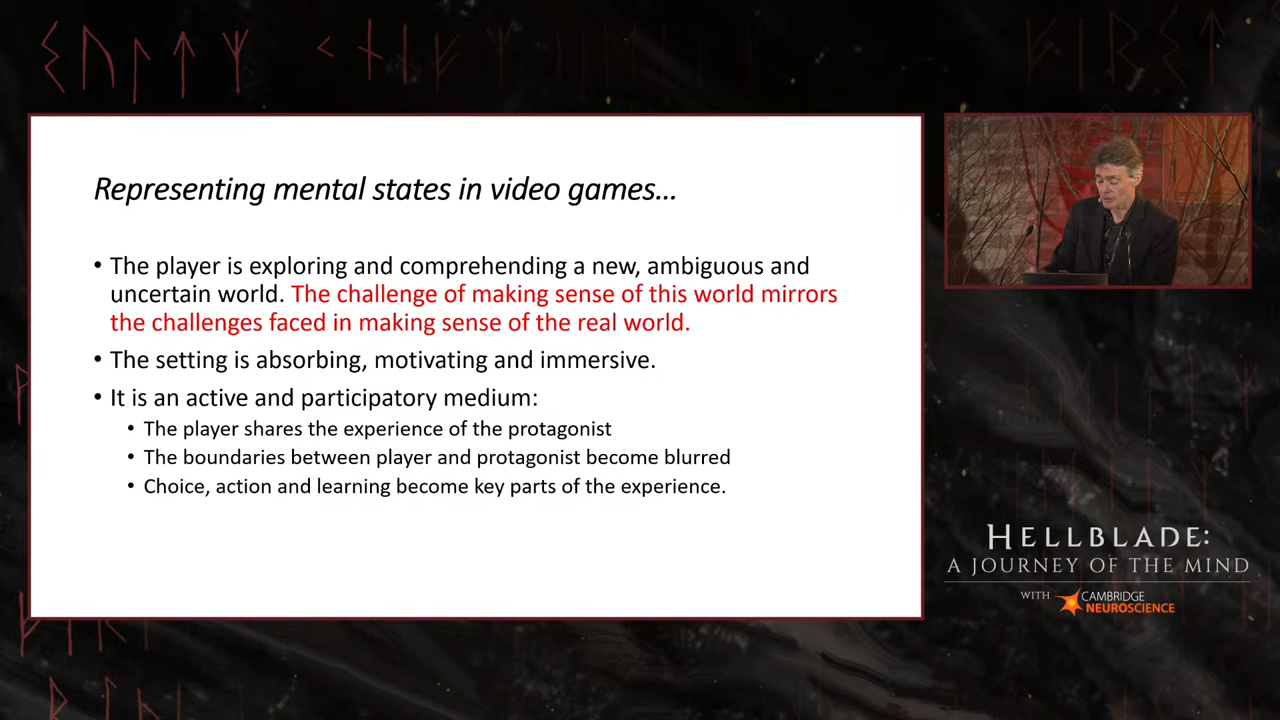 Representing mental states in video games...
• The player is exploring and comprehending a new, ambiguous and
uncertain world. The challenge of making sense of this world mirrors
the challenges faced in making sense of the real world.
• The setting is absorbing, motivating and immersive.
• It is an active and participatory medium:
• The player shares the experience of the protagonist
• The boundaries between player and protagonist become blurred
• Choice, action and learning become key parts of the experience.
HELLBLADE:
A JOURNEY OF THE MIND
WITH CAMBRIDGE
NEUROSCIENCE